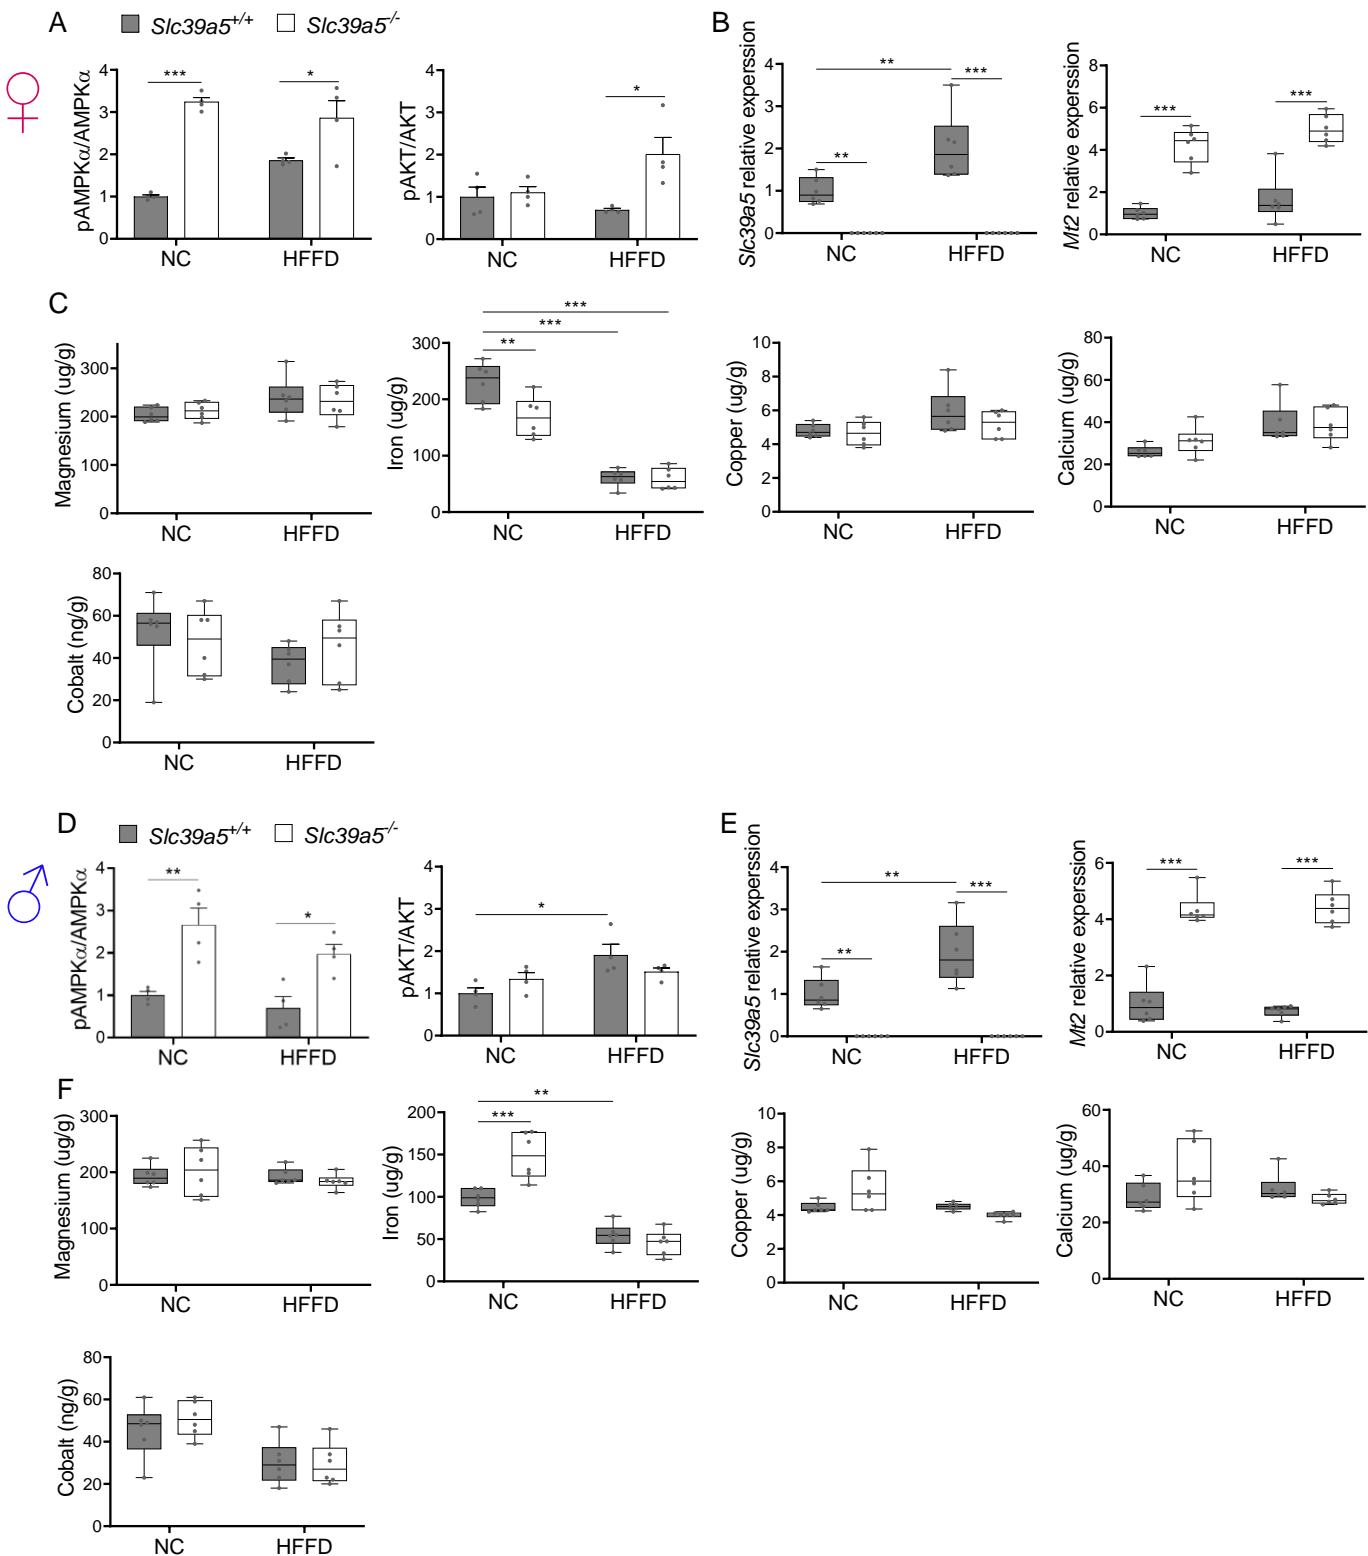 A
Slc39a5+/+
Slc39a5-/-
pAMPKα/AMPKα
4
3
2
1
0
***
*
NC
HFFD
pAKT/AKT
4
3
2
1
0
*
NC
HFFD
B
Slc39a5 relative experssion
4
3
2
1
0
**
**
***
NC
HFFD
Mt2 relative experssion
8
6
4
2
0
***
***
NC
HFFD
C
Magnesium (ug/g)
300
200
100
0
NC
HFFD
Iron (ug/g)
300
200
100
0
***
***
**
NC
HFFD
Copper (ug/g)
10
8
6
4
2
0
NC
HFFD
Calcium (ug/g)
80
60
40
20
0
NC
HFFD
Cobalt (ng/g)
80
60
40
20
0
NC
HFFD
D
Slc39a5+/+
Slc39a5-/-
pAMPKα/AMPKα
4
3
2
1
0
**
*
NC
HFFD
pAKT/AKT
4
3
2
1
0
*
NC
HFFD
E
Slc39a5 relative experssion
4
3
2
1
0
**
**
***
NC
HFFD
Mt2 relative experssion
6
4
2
0
***
***
NC
HFFD
F
Magnesium (ug/g)
300
200
100
0
NC
HFFD
Iron (ug/g)
200
150
100
50
0
**
***
NC
HFFD
Copper (ug/g)
10
8
6
4
2
0
NC
HFFD
Calcium (ug/g)
60
40
20
0
NC
HFFD
Cobalt (ng/g)
80
60
40
20
0
NC
HFFD